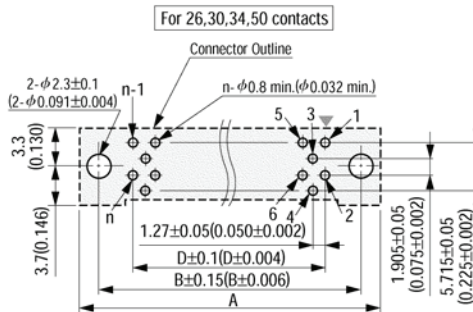 For 26,30,34,50 contacts
Connector Outline
2-ϕ2.3±0.1
(2-ϕ0.091±0.004)
n-1
n-ϕ0.8 min.(ϕ0.032 min.)
5
3
1
3.3
(0.130)
3.7(0.146)
n
6
4
2
1.27±0.05(0.050±0.002)
D±0.1(D±0.004)
B±0.15(B±0.006)
A
1.905±0.05
(0.075±0.002)
5.715±0.05
(0.225±0.002)